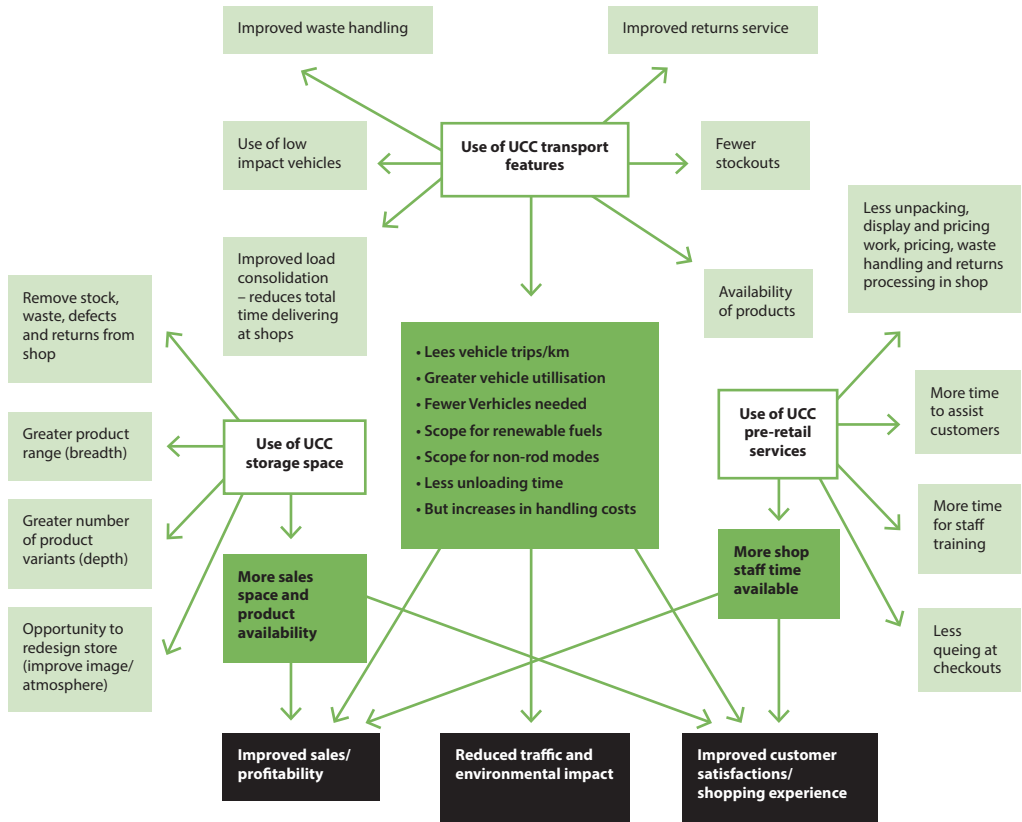 Improved waste handling
Improved returns service
Use of low
impact vehicles
Use of UCC transport
features
Fewer
stockouts
Less unpacking,
display and pricing
work, pricing, waste
handling and returns
processing in shop
Improved load
consolidation
– reduces total
time delivering
at shops
Availability
of products
Remove stock,
waste, defects
and returns from
shop
• Lees vehicle trips/km
• Greater vehicle utilisation
• Fewer Verhicles needed
• Scope for renewable fuels
• Scope for non-rod modes
• Less unloading time
• But increases in handling costs
More time
to assist
customers
Greater product
range (breadth)
Use of UCC
storage space
Use of UCC
pre-retail
services
Greater number
of product
variants (depth)
More time
for staff
training
More sales
space and
product
availability
More shop
staff time
available
Opportunity to
redesign store
(improve image/
atmosphere)
Less
queing at
checkouts
Improved sales/
profitability
Reduced traffic and
environmental impact
Improved customer
satisfactions/
shopping experience